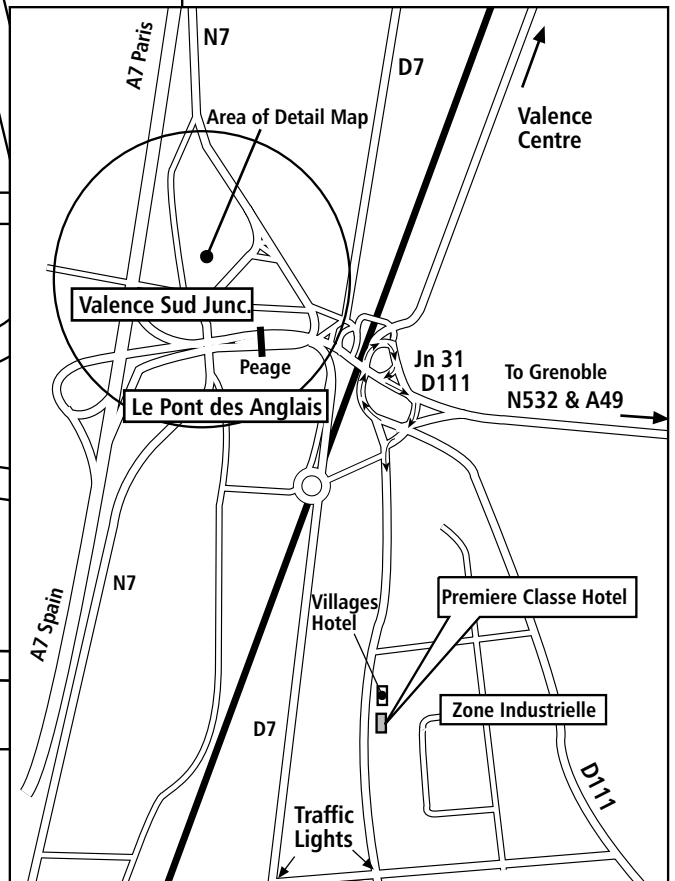 A7 Paris
N7
D7
Area of Detail Map
Valence
Centre
Valence Sud Junc.
Peage
Jn 31
D111
To Grenoble
N532 & A49
Le Pont des Anglais
A7 Spain
N7
Villages
Hotel
Premiere Classe Hotel
Zone Industrielle
D7
D111
Traffic
Lights